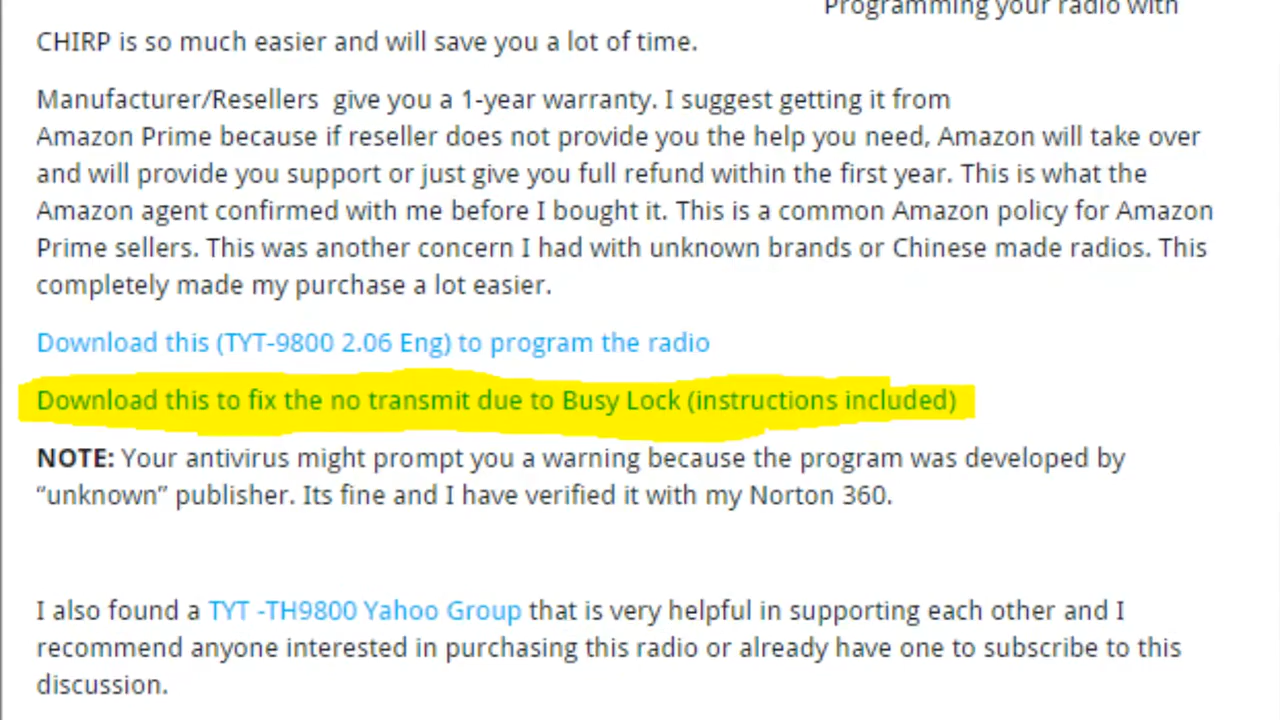 Programming your radio with
CHIRP is so much easier and will save you a lot of time.
Manufacturer/Resellers  give you a 1-year warranty. I suggest getting it from
Amazon Prime because if reseller does not provide you the help you need, Amazon will take over
and will provide you support or just give you full refund within the first year. This is what the
Amazon agent confirmed with me before I bought it. This is a common Amazon policy for Amazon
Prime sellers. This was another concern I had with unknown brands or Chinese made radios. This
completely made my purchase a lot easier.
Download this (TYT-9800 2.06 Eng) to program the radio
Download this to fix the no transmit due to Busy Lock (instructions included)
NOTE: Your antivirus might prompt you a warning because the program was developed by
“unknown” publisher. Its fine and I have verified it with my Norton 360.
I also found a TYT -TH9800 Yahoo Group that is very helpful in supporting each other and I
recommend anyone interested in purchasing this radio or already have one to subscribe to this
discussion.